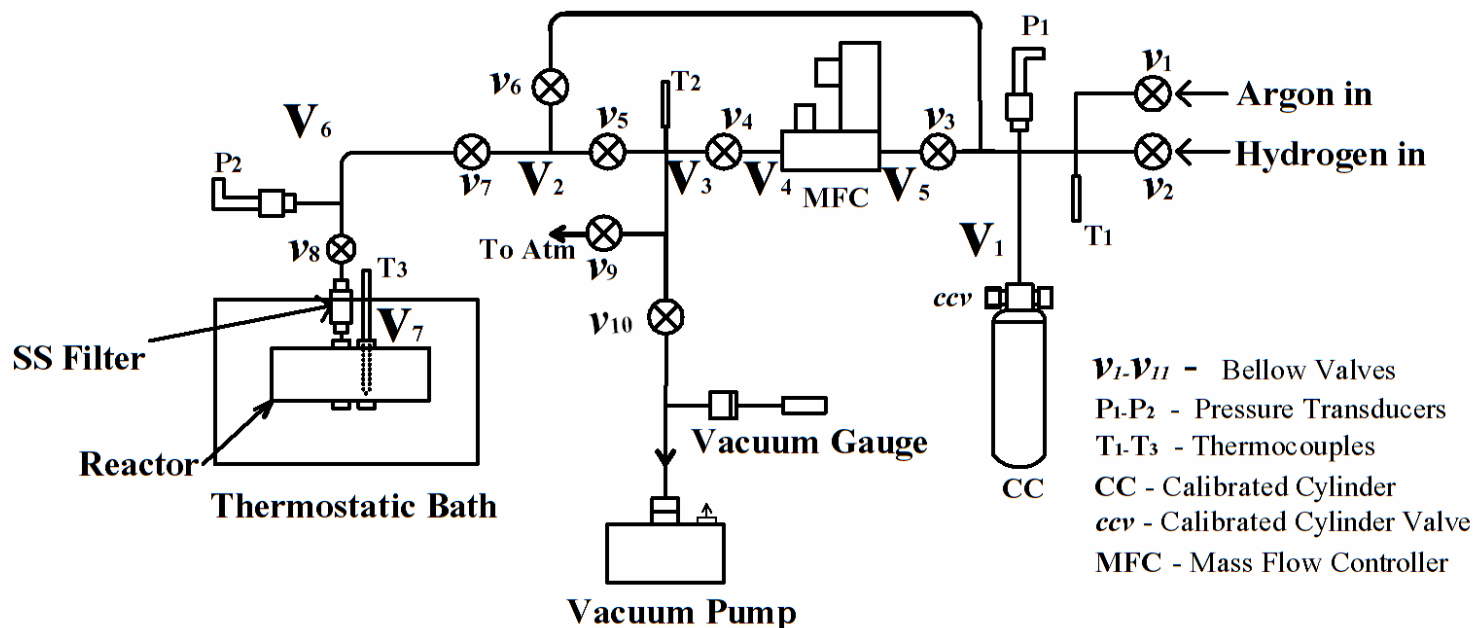 P1
v1
Argon in
v6
T2
V6
v5
v4
v3
Hydrogen in
P2
v7
V2
V3
V4
MFC
V5
v2
T1
V1
v8
To Atm
v9
T3
ccv
V7
v10
SS Filter
v1-v11 - Bellow Valves
P1-P2 - Pressure Transducers
Vacuum Gauge
T1-T3 - Thermocouples
Reactor
CC
CC - Calibrated Cylinder
Thermostatic Bath
ccv - Calibrated Cylinder Valve
MFC - Mass Flow Controller
Vacuum Pump